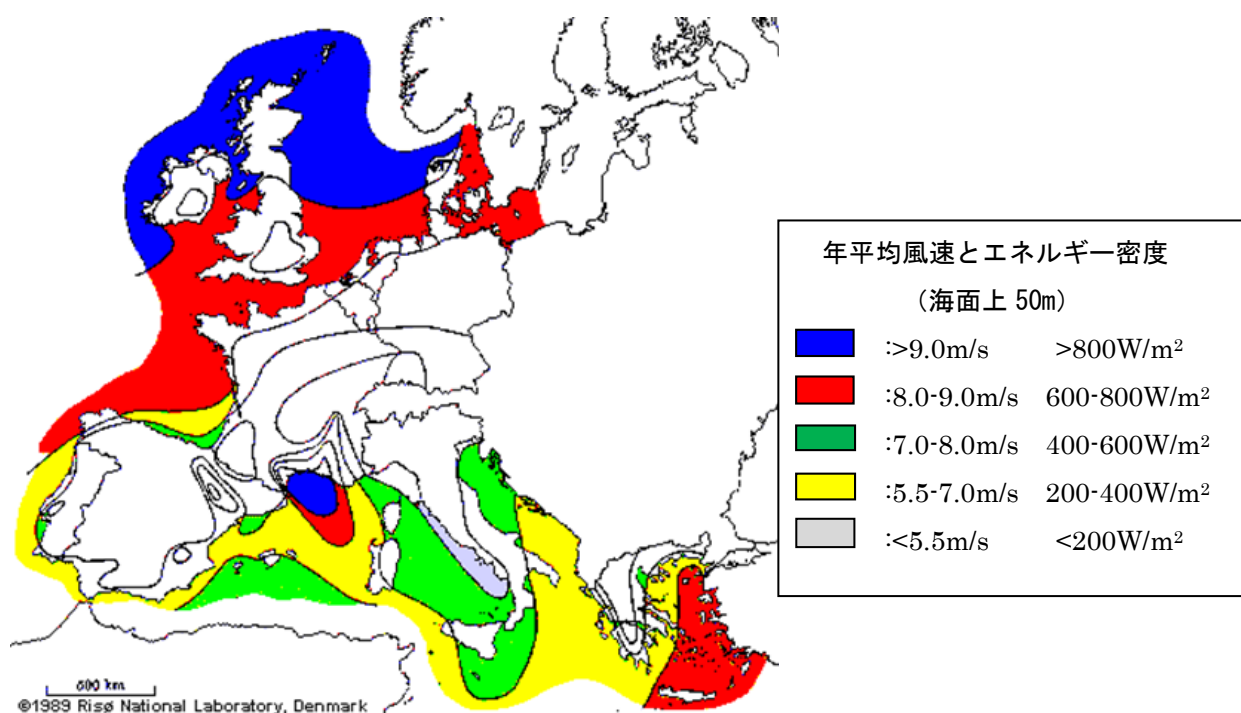 年平均風速とエネルギー密度
（海面上 50m）
:>9.0m/s >800W/m²
:8.0-9.0m/s 600-800W/m²
:7.0-8.0m/s 400-600W/m²
:5.5-7.0m/s 200-400W/m²
:<5.5m/s <200W/m²
500 km
©1989 Risø National Laboratory, Denmark